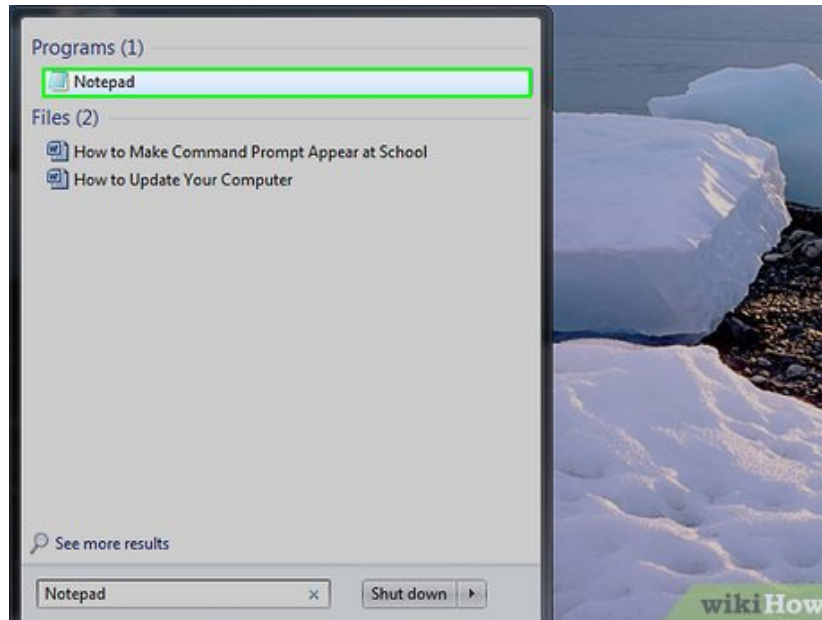 Programs (1)
Notepad
Files (2)
How to Make Command Prompt Appear at School
How to Update Your Computer
See more results
Notepad
Shut down
wikiHow